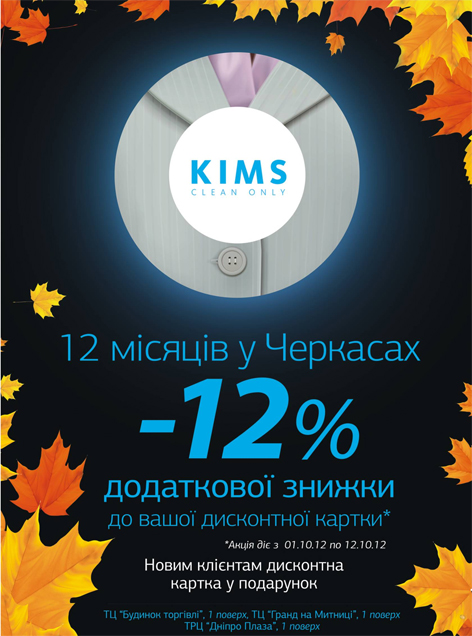 KIMS
CLEAN ONLY
12 місяців у Черкасах
-12%
додаткової знижки
до вашої дисконтної картки*
*Акція діє з 01.10.12 по 12.10.12
Новим клієнтам дисконтна
картка у подарунок
ТЦ "Будинок торгівлі", 1 поверх, ТЦ "Гранд на Митниці", 1 поверх
ТРЦ "Дніпро Плаза", 1 поверх